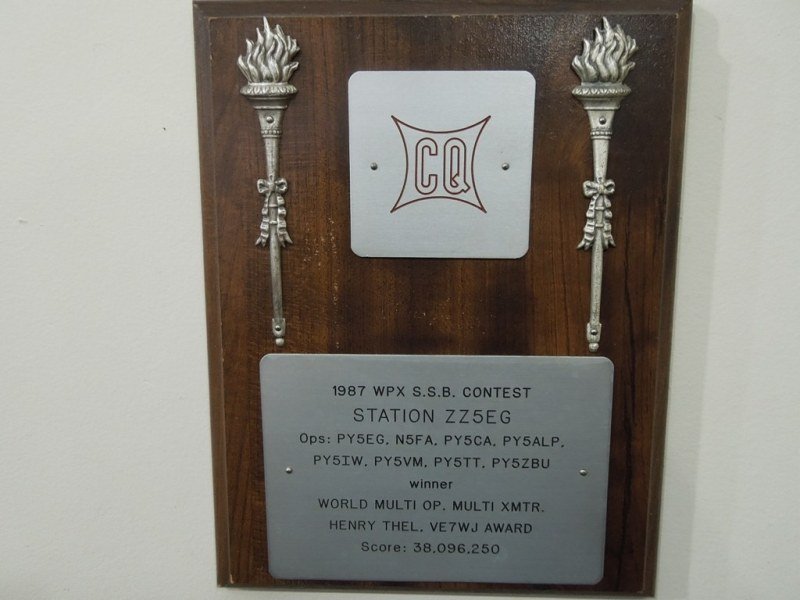 CQ
1987 WPX S.S.B. CONTEST
STATION ZZ5EG
Ops: PY5EG, N5FA, PY5CA, PY5ALP,
PY5IW, PY5VM, PY5TT, PY5ZBU
winner
WORLD MULTI OP. MULTI XMTR.
HENRY THEL, VE7WJ AWARD
Score: 38,096,250